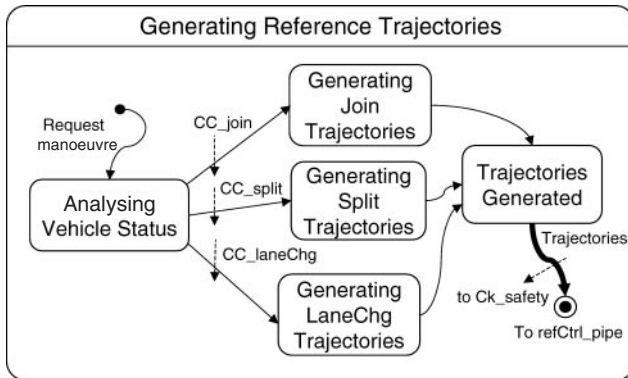 Generating Reference Trajectories
Request
manoeuvre
Analysing
Vehicle Status
CC_join
CC_split
CC_laneChg
Generating
Join
Trajectories
Generating
Split
Trajectories
Generating
LaneChg
Trajectories
Trajectories
Generated
Trajectories
to Ck_safety
To refCtrl_pipe